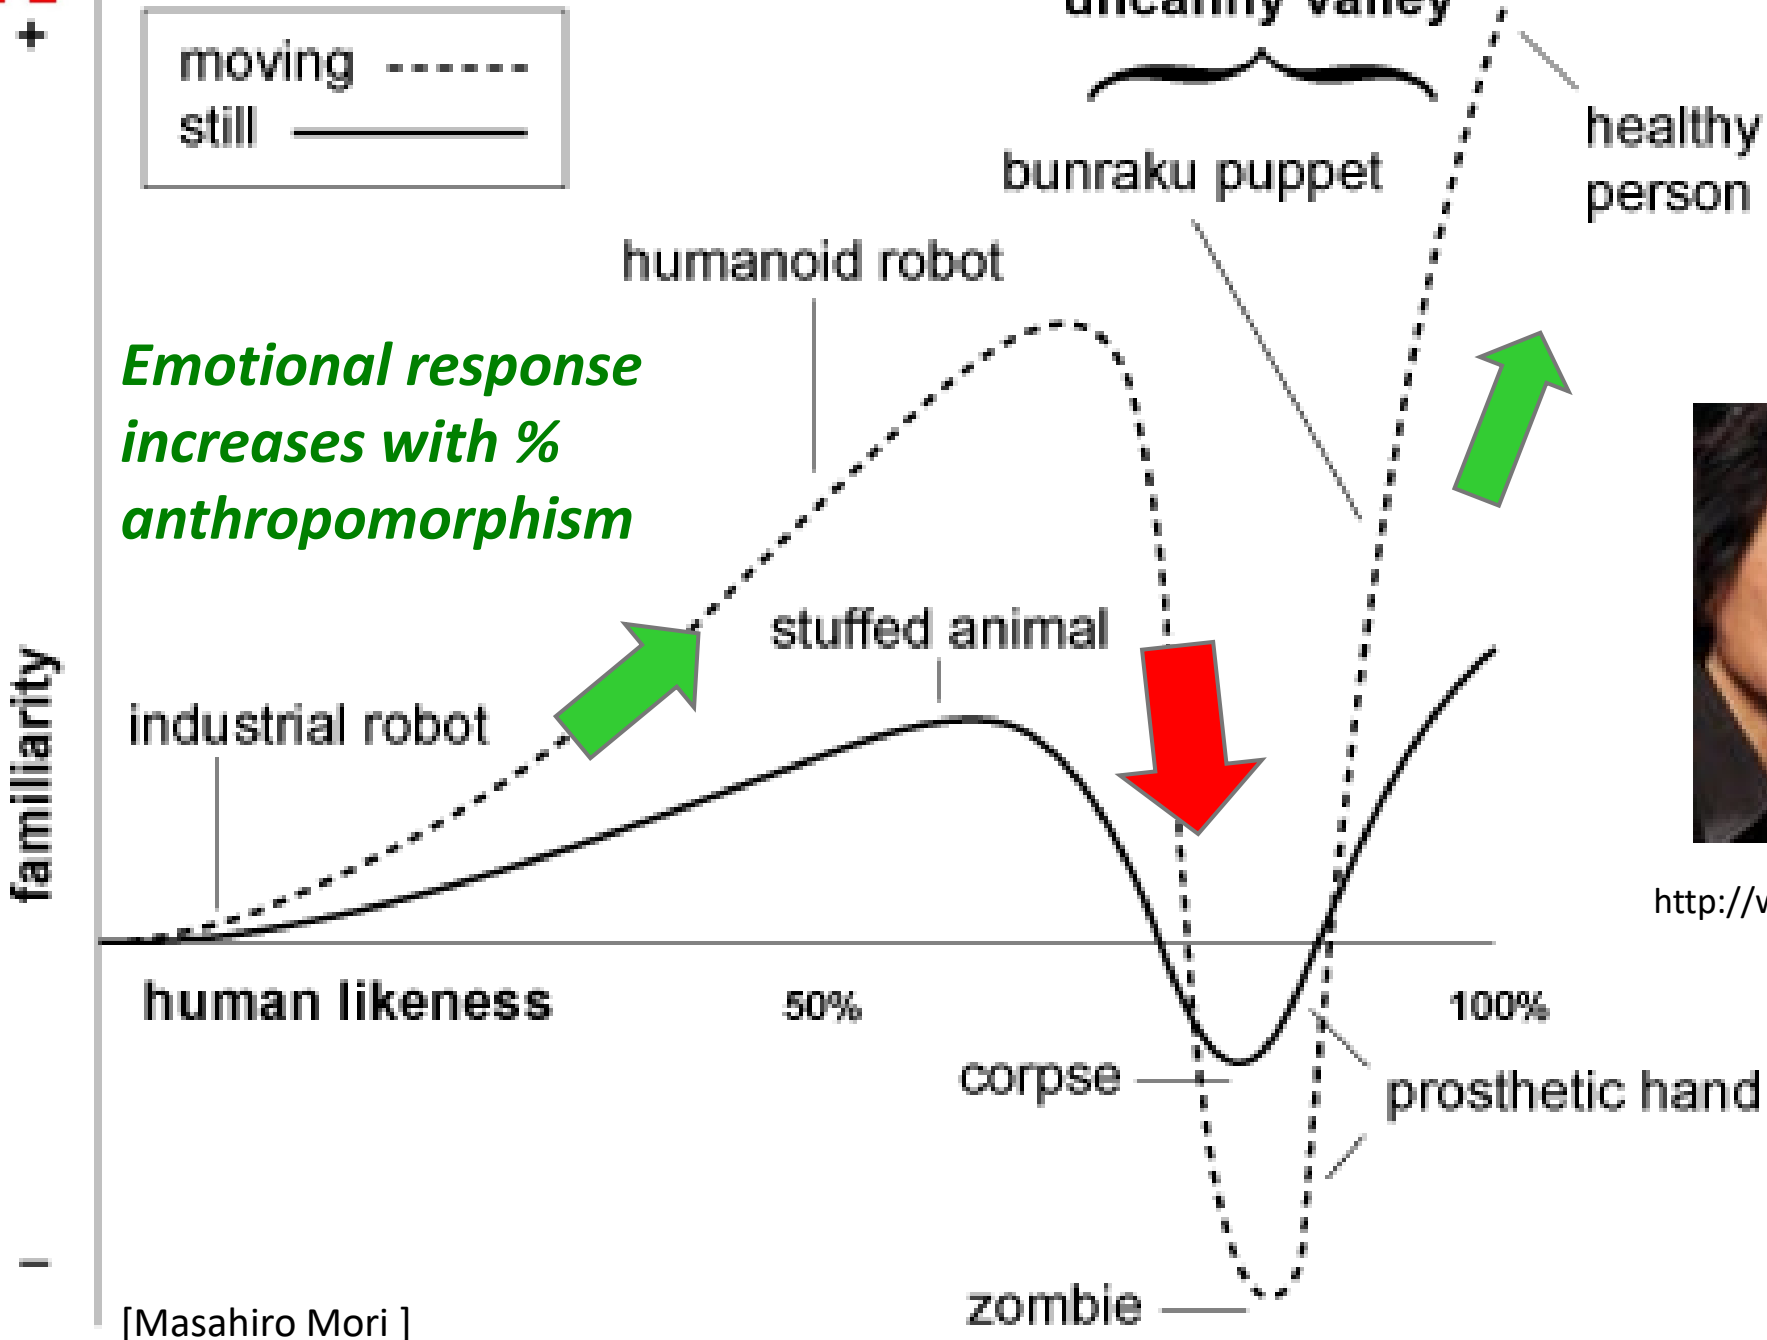 uncanny valley
+
moving
still
healthy
person
bunraku puppet
humanoid robot
Emotional response
increases with %
anthropomorphism
stuffed animal
industrial robot
familiarity
http://w
human likeness
50%
100%
corpse
prosthetic hand
–
zombie
[Masahiro Mori ]